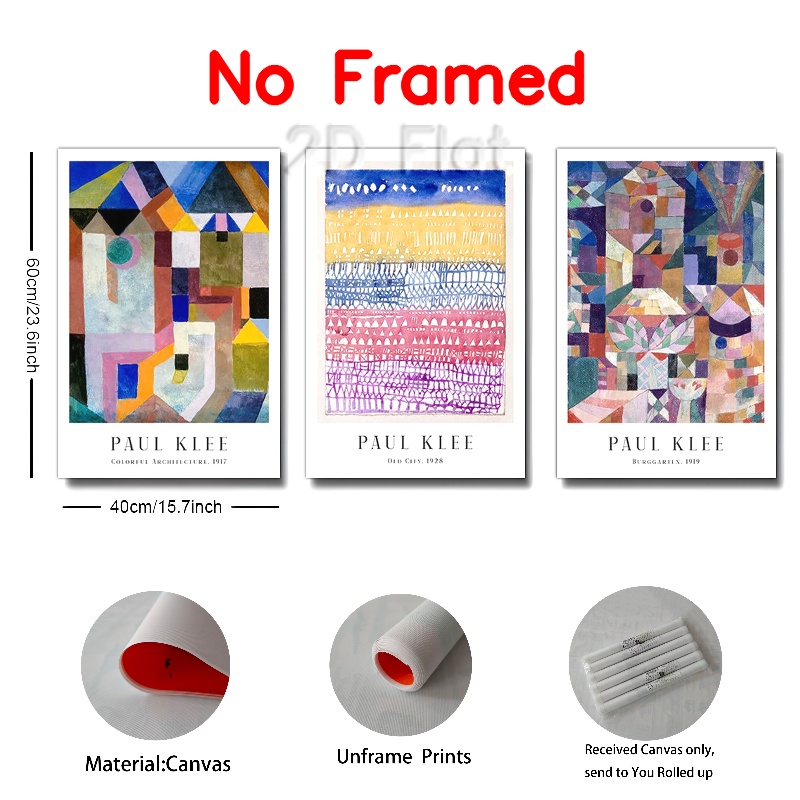 No Framed
2D Flat
60cm/23.6inch
PAUL KLEE
COLORFUL ARCHITECTURE, 1917
PAUL KLEE
OLD CITY, 1928
PAUL KLEE
BURGGARTEN, 1919
40cm/15.7inch
Material:Canvas
Unframe Prints
Received Canvas only,
send to You Rolled up